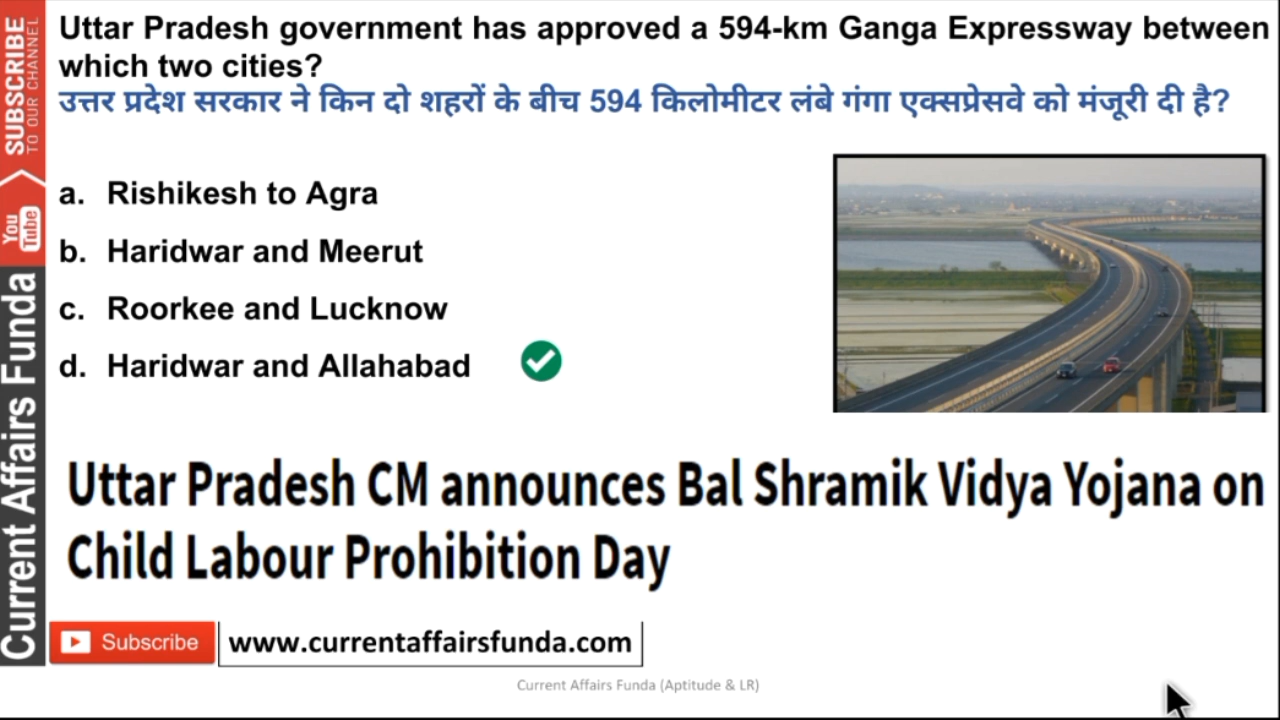 Uttar Pradesh government has approved a 594-km Ganga Expressway between
which two cities?
उत्तर प्रदेश सरकार ने किन दो शहरों के बीच 594 किलोमीटर लंबे गंगा एक्सप्रेसवे को मंजूरी दी है?
a. Rishikesh to Agra
b. Haridwar and Meerut
c. Roorkee and Lucknow
d. Haridwar and Allahabad
Uttar Pradesh CM announces Bal Shramik Vidya Yojana on
Child Labour Prohibition Day
Subscribe
www.currentaffairsfunda.com
Current Affairs Funda (Aptitude & LR)
SUBSCRIBE
TO OUR CHANNEL
You
Tube
Current Affairs Funda